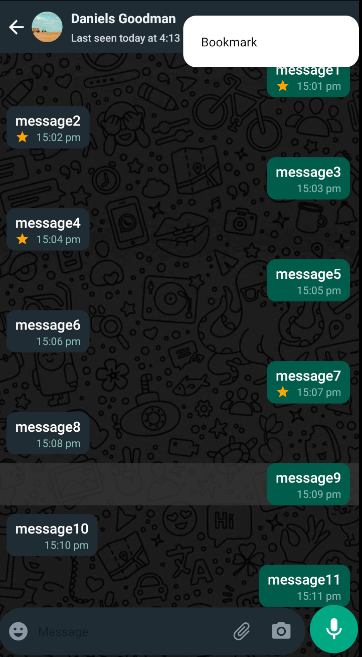 Daniels Goodman
Last seen today at 4:13
Bookmark
message1
15:01 pm
message2
15:02 pm
message3
15:03 pm
message4
15:04 pm
message5
15:05 pm
message6
15:06 pm
message7
15:07 pm
message8
15:08 pm
message9
15:09 pm
message10
15:10 pm
message11
15:11 pm
Message